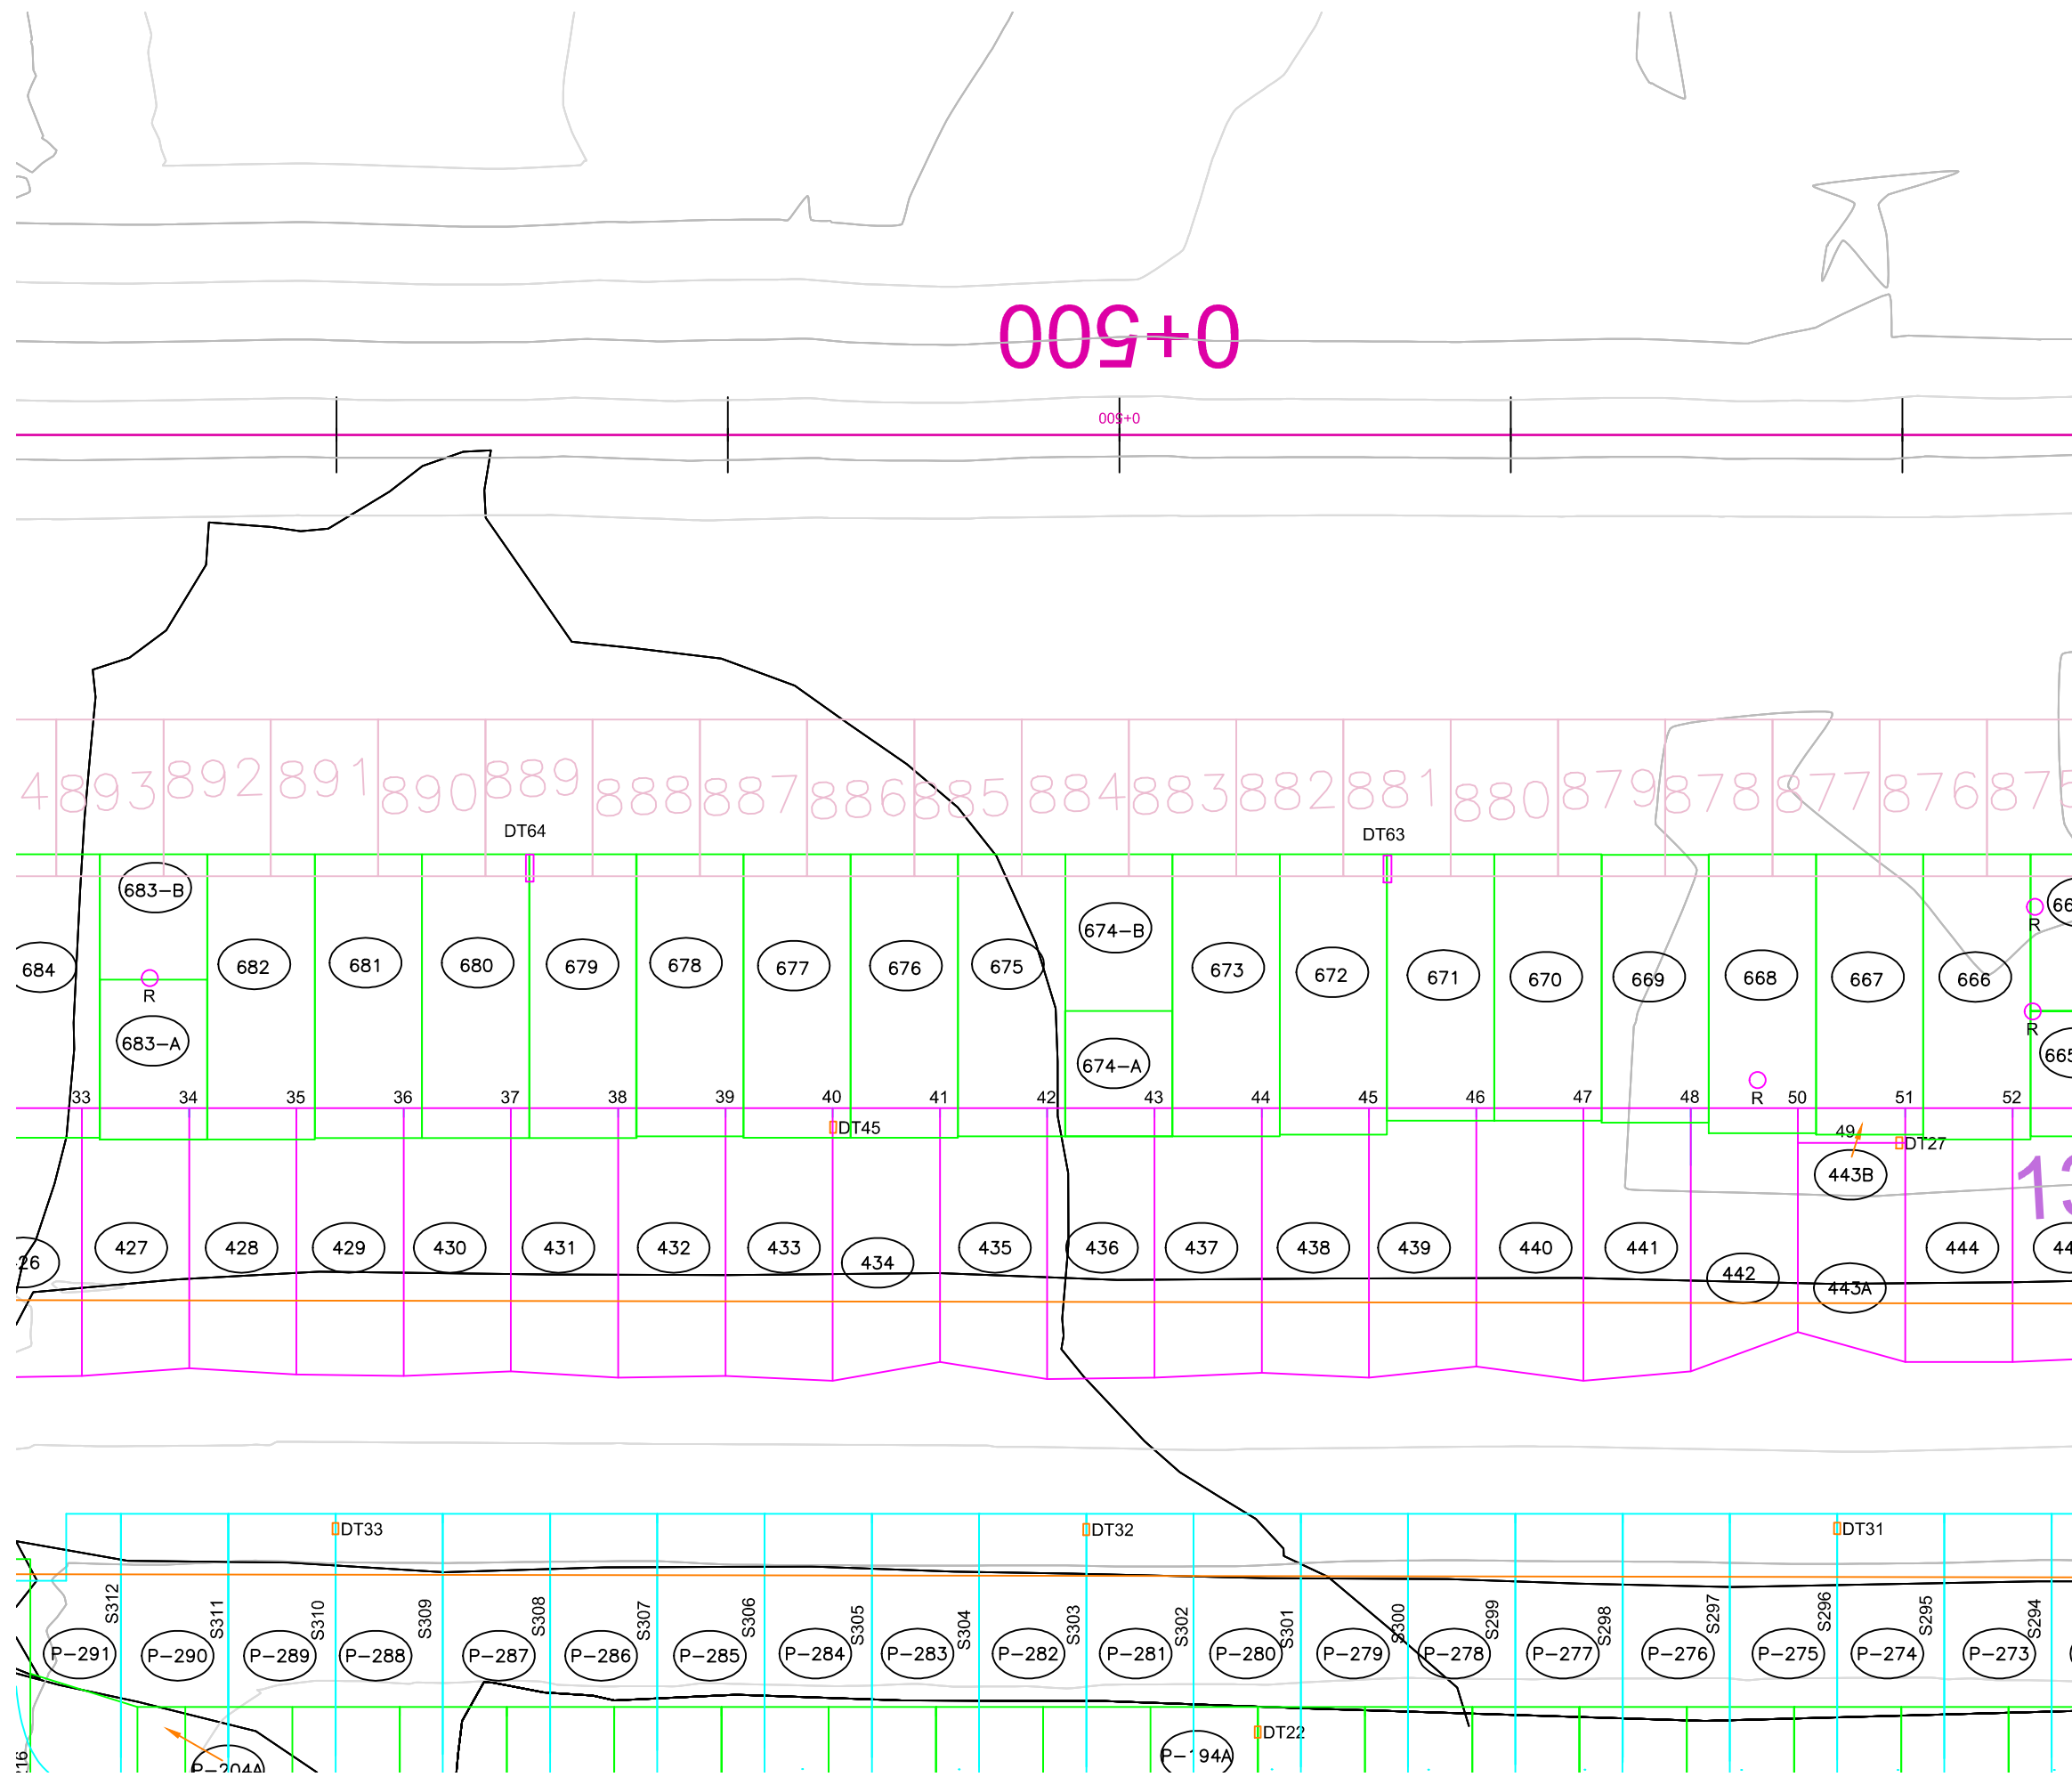 0+500
0+500
4 893 892 891 890 889 888 887 886 885 884 883 882 881 880 879 878 877 876 875
DT64 DT63
683-B 674-B
684 682 681 680 679 678 677 676 675 673 672 671 670 669 668 667 666
R R
683-A 674-A 665
R R
33 34 35 36 37 38 39 40 41 42 43 44 45 46 47 48 50 51 52
DT45 49 DT27
443B
427 428 429 430 431 432 433 434 435 436 437 438 439 440 441 442 443A 444
DT33 DT32 DT31
S312 S311 S310 S309 S308 S307 S306 S305 S304 S303 S302 S301 S300 S299 S298 S297 S296 S295 S294
P-291 P-290 P-289 P-288 P-287 P-286 P-285 P-284 P-283 P-282 P-281 P-280 P-279 P-278 P-277 P-276 P-275 P-274 P-273
DT22
P-204A P-194A